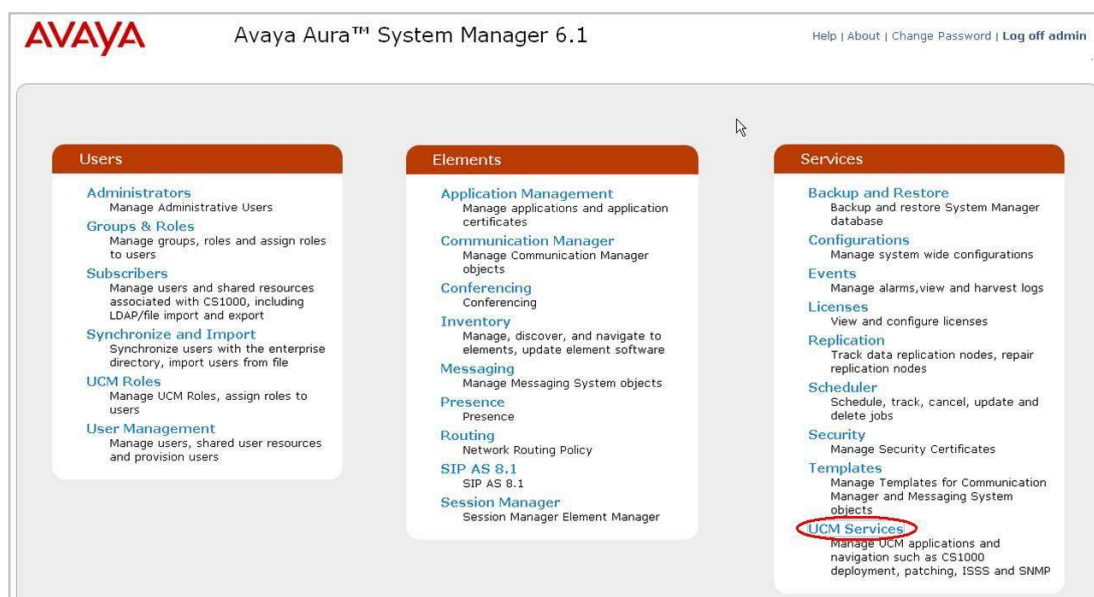 AVAYA
Avaya Aura™ System Manager 6.1
Help | About | Change Password | Log off admin
Users
Administrators
Manage Administrative Users
Groups & Roles
Manage groups, roles and assign roles
to users
Subscribers
Manage users and shared resources
associated with CS1000, including
LDAP/file import and export
Synchronize and Import
Synchronize users with the enterprise
directory, import users from file
UCM Roles
Manage UCM Roles, assign roles to
users
User Management
Manage users, shared user resources
and provision users
Elements
Application Management
Manage applications and application
certificates
Communication Manager
Manage Communication Manager
objects
Conferencing
Conferencing
Inventory
Manage, discover, and navigate to
elements, update element software
Messaging
Manage Messaging System objects
Presence
Presence
Routing
Network Routing Policy
SIP AS 8.1
SIP AS 8.1
Session Manager
Session Manager Element Manager
Services
Backup and Restore
Backup and restore System Manager
database
Configurations
Manage system wide configurations
Events
Manage alarms,view and harvest logs
Licenses
View and configure licenses
Replication
Track data replication nodes, repair
replication nodes
Scheduler
Schedule, track, cancel, update and
delete jobs
Security
Manage Security Certificates
Templates
Manage Templates for Communication
Manager and Messaging System
objects
UCM Services
Manage UCM applications and
navigation such as CS1000
deployment, patching, ISSS and SNMP